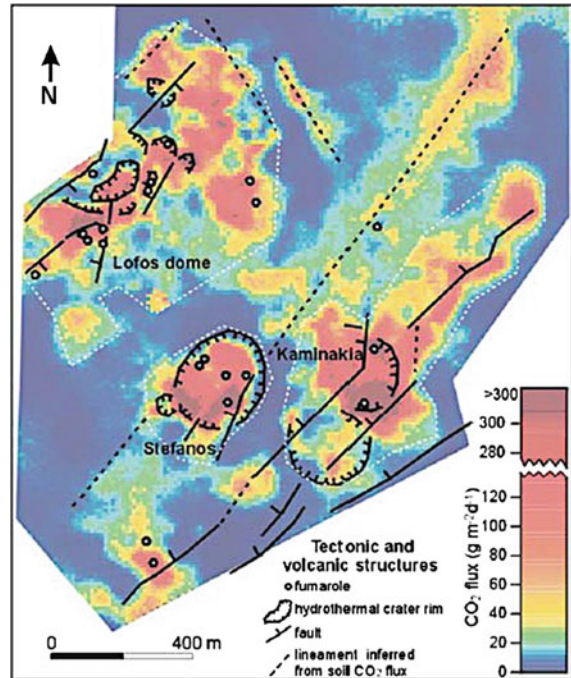 N
Lofos dome
Kaminakia
Stefanos
>300
300
280
120
100
80
60
40
20
0
CO₂ flux (g m⁻²d⁻¹)
Tectonic and
volcanic structures
fumarole
hydrothermal crater rim
fault
lineament inferred
from soil CO₂ flux
0 400 m